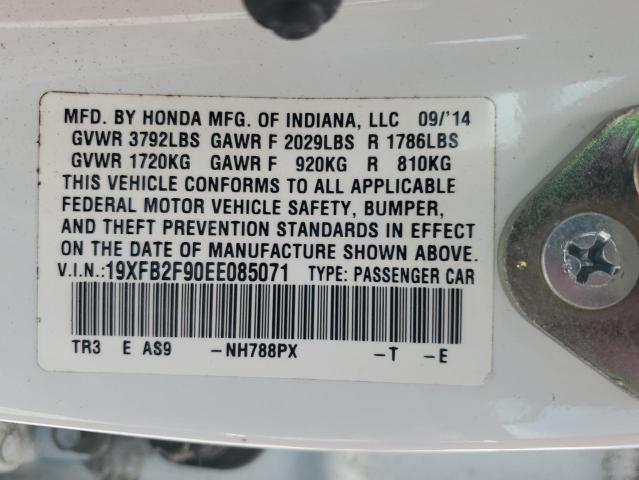 MFD. BY HONDA MFG. OF INDIANA, LLC 09/'14
GVWR 3792LBS GAWR F 2029LBS R 1786LBS
GVWR 1720KG GAWR F 920KG R 810KG
THIS VEHICLE CONFORMS TO ALL APPLICABLE
FEDERAL MOTOR VEHICLE SAFETY, BUMPER,
AND THEFT PREVENTION STANDARDS IN EFFECT
ON THE DATE OF MANUFACTURE SHOWN ABOVE.
V.I.N.:19XFB2F90EE085071 TYPE: PASSENGER CAR
TR3 E AS9 -NH788PX -T -E